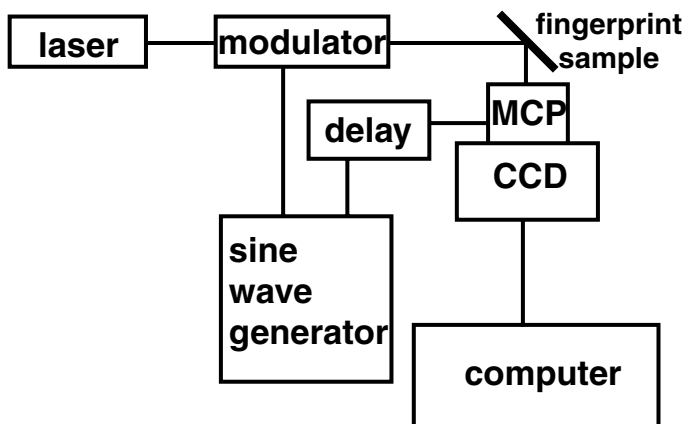 laser
modulator
fingerprint
sample
MCP
delay
CCD
sine
wave
generator
computer